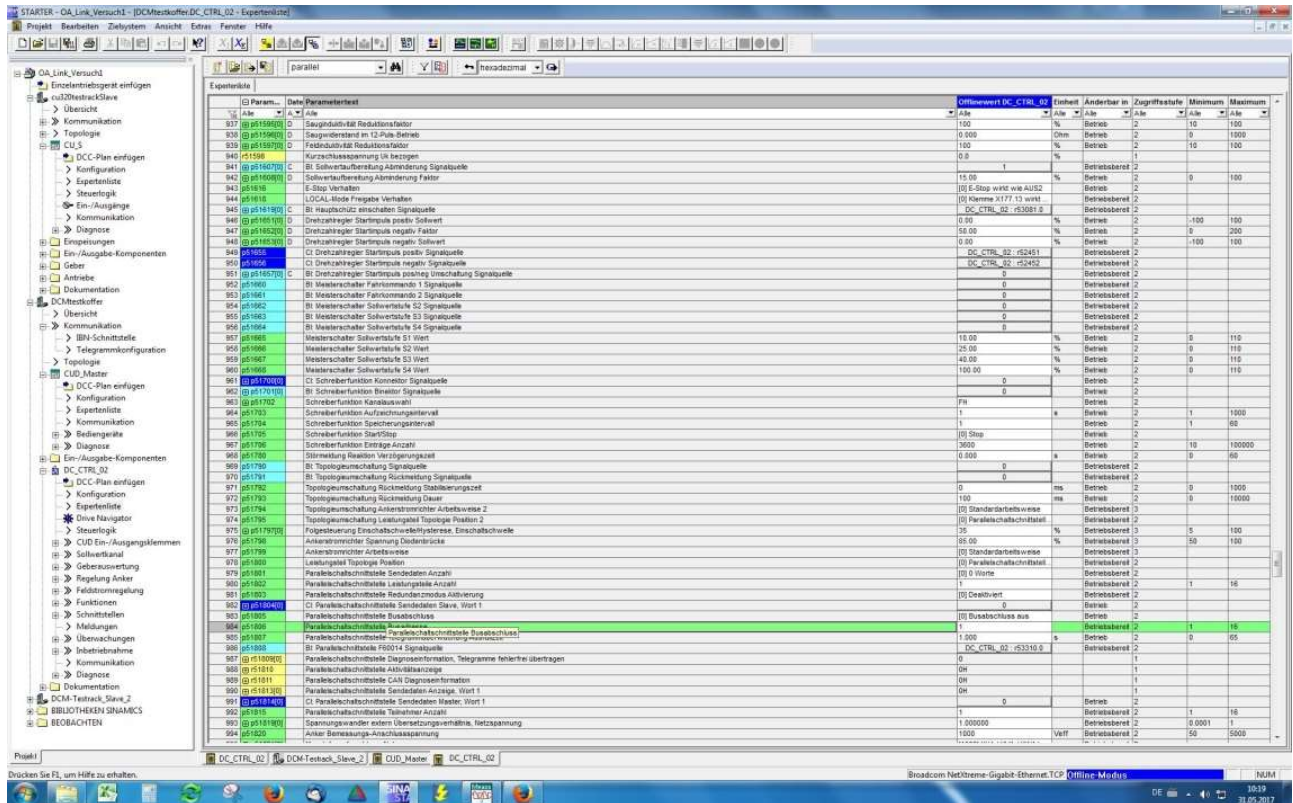 STARTER - OA_Link_Versuch1 - [DCMtestkoffer.DC_CTRL_02 - Expertenliste]
Projekt Bearbeiten Zielsystem Ansicht Extras Fenster Hilfe
parallel
hexadezimal
OA_Link_Versuch1
Einzelantriebsgerät einfügen
cu320testrackSlave
Übersicht
Kommunikation
Topologie
CU_S
DCC-Plan einfügen
Konfiguration
Expertenliste
Steuerlogik
Ein-/Ausgänge
Kommunikation
Diagnose
Einspeisungen
Ein-/Ausgabe-Komponenten
Geber
Antriebe
Dokumentation
DCMtestkoffer
Übersicht
Kommunikation
IBN-Schnittstelle
Telegrammkonfiguration
Topologie
CUD_Master
DCC-Plan einfügen
Konfiguration
Expertenliste
Kommunikation
Bediengeräte
Diagnose
Ein-/Ausgabe-Komponenten
DC_CTRL_02
DCC-Plan einfügen
Konfiguration
Expertenliste
Drive Navigator
Steuerlogik
CUD Ein-/Ausgangsklemmen
Sollwertkanal
Geberauswertung
Regelung Anker
Feldstromregelung
Funktionen
Schnittstellen
Meldungen
Überwachungen
Inbetriebnahme
Kommunikation
Diagnose
Dokumentation
DCM-Testrack_Slave_2
BIBLIOTHEKEN SINAMICS
BEOBACHTEN
Projekt
Expertenliste
Param... Date Parametertext Offlinewert DC_CTRL_02 Einheit Änderbar in Zugriffsstufe Minimum Maximum
Alle A Alle Alle Alle Alle Alle Alle Alle
937 p51595[0] D Sauginduktivität Reduktionsfaktor 100 % Betrieb 2 10 100
938 p51596[0] D Saugwiderstand im 12-Puls-Betrieb 0.000 Ohm Betrieb 2 0 1000
939 p51597[0] D Feldinduktivität Reduktionsfaktor 100 % Betrieb 2 10 100
940 r51598 Kurzschlussspannung Uk bezogen 0.0 % 1
941 p51607[0] C BI: Sollwertaufbereitung Abminderung Signalquelle 1 Betriebsbereit 2
942 p51608[0] D Sollwertaufbereitung Abminderung Faktor 15.00 % Betrieb 2 0 100
943 p51616 E-Stop Verhalten [0] E-Stop wirkt wie AUS2 Betrieb 2
944 p51618 LOCAL-Mode Freigabe Verhalten [0] Klemme X177.13 wirkt ... Betrieb 2
945 p51619[0] C BI: Hauptschütz einschalten Signalquelle DC_CTRL_02 : r53081.0 Betriebsbereit 2
946 p51651[0] D Drehzahlregler Startimpuls positiv Sollwert 0.00 % Betrieb 2 -100 100
947 p51652[0] D Drehzahlregler Startimpuls negativ Faktor 50.00 % Betrieb 2 0 200
948 p51653[0] D Drehzahlregler Startimpuls negativ Sollwert 0.00 % Betrieb 2 -100 100
949 p51655 CI: Drehzahlregler Startimpuls positiv Signalquelle DC_CTRL_02 : r52451 Betriebsbereit 2
950 p51656 CI: Drehzahlregler Startimpuls negativ Signalquelle DC_CTRL_02 : r52452 Betriebsbereit 2
951 p51657[0] C BI: Drehzahlregler Startimpuls pos/neg Umschaltung Signalquelle 0 Betriebsbereit 2
952 p51660 BI: Meisterschalter Fahrkommando 1 Signalquelle 0 Betriebsbereit 2
953 p51661 BI: Meisterschalter Fahrkommando 2 Signalquelle 0 Betriebsbereit 2
954 p51662 BI: Meisterschalter Sollwertstufe S2 Signalquelle 0 Betriebsbereit 2
955 p51663 BI: Meisterschalter Sollwertstufe S3 Signalquelle 0 Betriebsbereit 2
956 p51664 BI: Meisterschalter Sollwertstufe S4 Signalquelle 0 Betriebsbereit 2
957 p51665 Meisterschalter Sollwertstufe S1 Wert 10.00 % Betrieb 2 0 110
958 p51666 Meisterschalter Sollwertstufe S2 Wert 25.00 % Betrieb 2 0 110
959 p51667 Meisterschalter Sollwertstufe S3 Wert 40.00 % Betrieb 2 0 110
960 p51668 Meisterschalter Sollwertstufe S4 Wert 100.00 % Betrieb 2 0 110
961 p51700[0] CI: Schreiberfunktion Konnektor Signalquelle 0 Betrieb 2
962 p51701[0] BI: Schreiberfunktion Binektor Signalquelle 0 Betrieb 2
963 p51702 Schreiberfunktion Kanalauswahl FH Betrieb 2
964 p51703 Schreiberfunktion Aufzeichnungsintervall 1 s Betrieb 2 1 1000
965 p51704 Schreiberfunktion Speicherungsintervall 1 Betrieb 2 1 60
966 p51705 Schreiberfunktion Start/Stop [0] Stop Betrieb 2
967 p51706 Schreiberfunktion Einträge Anzahl 3600 Betrieb 2 10 100000
968 p51780 Störmeldung Reaktion Verzögerungszeit 0.000 s Betrieb 2 0 60
969 p51790 BI: Topologieumschaltung Signalquelle 0 Betriebsbereit 2
970 p51791 BI: Topologieumschaltung Rückmeldung Signalquelle 0 Betriebsbereit 2
971 p51792 Topologieumschaltung Rückmeldung Stabilisierungszeit 0 ms Betrieb 2 0 1000
972 p51793 Topologieumschaltung Rückmeldung Dauer 100 ms Betrieb 2 0 10000
973 p51794 Topologieumschaltung Ankerstromrichter Arbeitsweise 2 [0] Standardarbeitsweise Betriebsbereit 3
974 p51795 Topologieumschaltung Leistungsteil Topologie Position 2 [0] Parallelschaltschnittstell... Betriebsbereit 2
975 p51797[0] Folgesteuerung Einschaltschwelle/Hysterese, Einschaltschwelle 35 % Betriebsbereit 3 5 100
976 p51798 Ankerstromrichter Spannung Diodenbrücke 85.00 % Betriebsbereit 3 50 100
977 p51799 Ankerstromrichter Arbeitsweise [0] Standardarbeitsweise Betriebsbereit 3
978 p51800 Leistungsteil Topologie Position [0] Parallelschaltschnittstell... Betriebsbereit 2
979 p51801 Parallelschaltschnittstelle Sendedaten Anzahl [0] 0 Worte Betriebsbereit 2
980 p51802 Parallelschaltschnittstelle Leistungsteile Anzahl 1 Betriebsbereit 2 1 16
981 p51803 Parallelschaltschnittstelle Redundanzmodus Aktivierung [0] Deaktiviert Betriebsbereit 2
982 p51804[0] CI: Parallelschaltschnittstelle Sendedaten Slave, Wort 1 0 Betrieb 2
983 p51805 Parallelschaltschnittstelle Busabschluss [0] Busabschluss aus Betrieb 2
984 p51806 Parallelschaltschnittstelle Busadresse 1 Betriebsbereit 2 1 16
Parallelschaltschnittstelle Busabschluss
985 p51807 Parallelschaltschnittstelle 1.000 s Betrieb 2 0 65
986 p51808 BI: Parallelschnittstelle F60014 Signalquelle DC_CTRL_02 : r53310.0 Betriebsbereit 2
987 r51809[0] Parallelschaltschnittstelle Diagnoseinformation, Telegramme fehlerfrei übertragen 0 1
988 r51810 Parallelschaltschnittstelle Aktivitätsanzeige 0H 1
989 r51811 Parallelschaltschnittstelle CAN Diagnoseinformation 0H 1
990 r51813[0] Parallelschaltschnittstelle Sendedaten Anzeige, Wort 1 0H 1
991 p51814[0] CI: Parallelschaltschnittstelle Sendedaten Master, Wort 1 0 Betrieb 2
992 p51815 Parallelschaltschnittstelle Teilnehmer Anzahl 1 Betriebsbereit 2 1 16
993 p51819[0] Spannungswandler extern Übersetzungsverhältnis, Netzspannung 1.000000 Betriebsbereit 2 0.0001 1
994 p51820 Anker Bemessungs-Anschlussspannung 1000 Veff Betriebsbereit 2 50 5000
DC_CTRL_02 DCM-Testrack_Slave_2 CUD_Master DC_CTRL_02
Drücken Sie F1, um Hilfe zu erhalten. Broadcom NetXtreme-Gigabit-Ethernet.TCP Offline-Modus NUM
SINA
STA
DE 10:19
31.05.2017